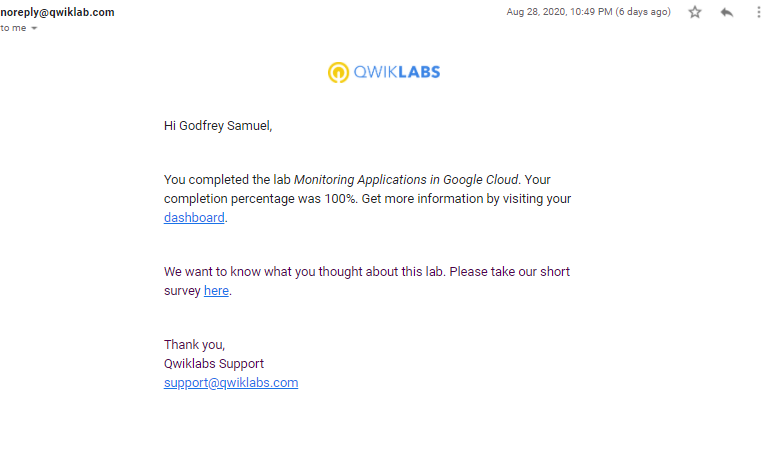 noreply@qwiklab.com
Aug 28, 2020, 10:49 PM (6 days ago)
to me
QWIKLABS
Hi Godfrey Samuel,
You completed the lab Monitoring Applications in Google Cloud. Your
completion percentage was 100%. Get more information by visiting your
dashboard.
We want to know what you thought about this lab. Please take our short
survey here.
Thank you,
Qwiklabs Support
support@qwiklabs.com